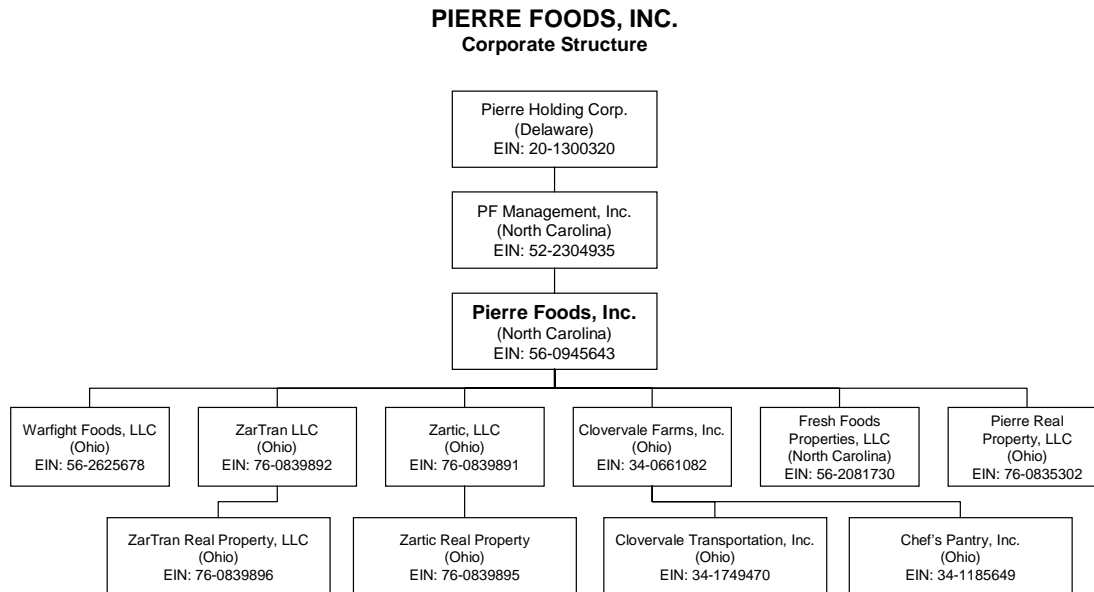 PIERRE FOODS, INC.
Corporate Structure
Pierre Holding Corp.
(Delaware)
EIN: 20-1300320
PF Management, Inc.
(North Carolina)
EIN: 52-2304935
Pierre Foods, Inc.
(North Carolina)
EIN: 56-0945643
Warfight Foods, LLC
(Ohio)
EIN: 56-2625678
ZarTran LLC
(Ohio)
EIN: 76-0839892
Zartic, LLC
(Ohio)
EIN: 76-0839891
Clovervale Farms, Inc.
(Ohio)
EIN: 34-0661082
Fresh Foods
Properties, LLC
(North Carolina)
EIN: 56-2081730
Pierre Real
Property, LLC
(Ohio)
EIN: 76-0835302
ZarTran Real Property, LLC
(Ohio)
EIN: 76-0839896
Zartic Real Property
(Ohio)
EIN: 76-0839895
Clovervale Transportation, Inc.
(Ohio)
EIN: 34-1749470
Chef's Pantry, Inc.
(Ohio)
EIN: 34-1185649